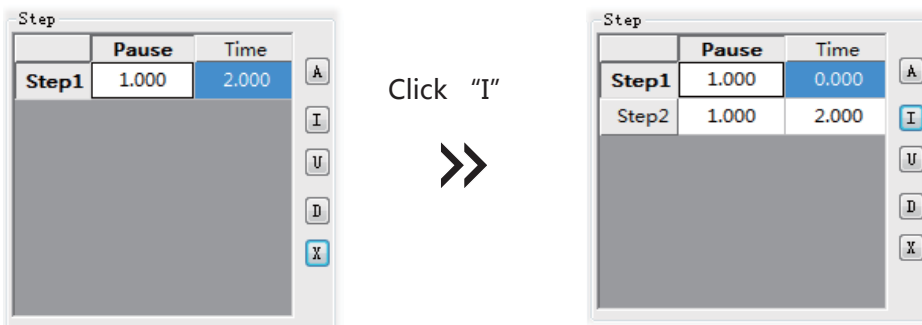 Step
Pause Time
Step1 1.000 2.000
A
I
U
D
X
Click “I”
Step
Pause Time
Step1 1.000 0.000
Step2 1.000 2.000
A
I
U
D
X